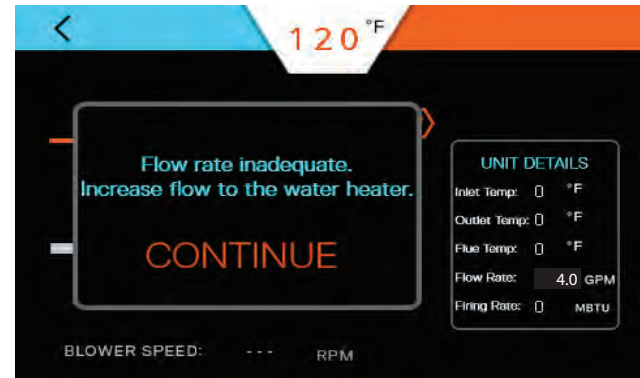 120 °F
Flow rate inadequate.
Increase flow to the water heater.
CONTINUE
UNIT DETAILS
Inlet Temp: 0 °F
Outlet Temp: 0 °F
Flue Temp: 0 °F
Flow Rate: 4.0 GPM
Firing Rate: 0 MBTU
BLOWER SPEED: --- RPM